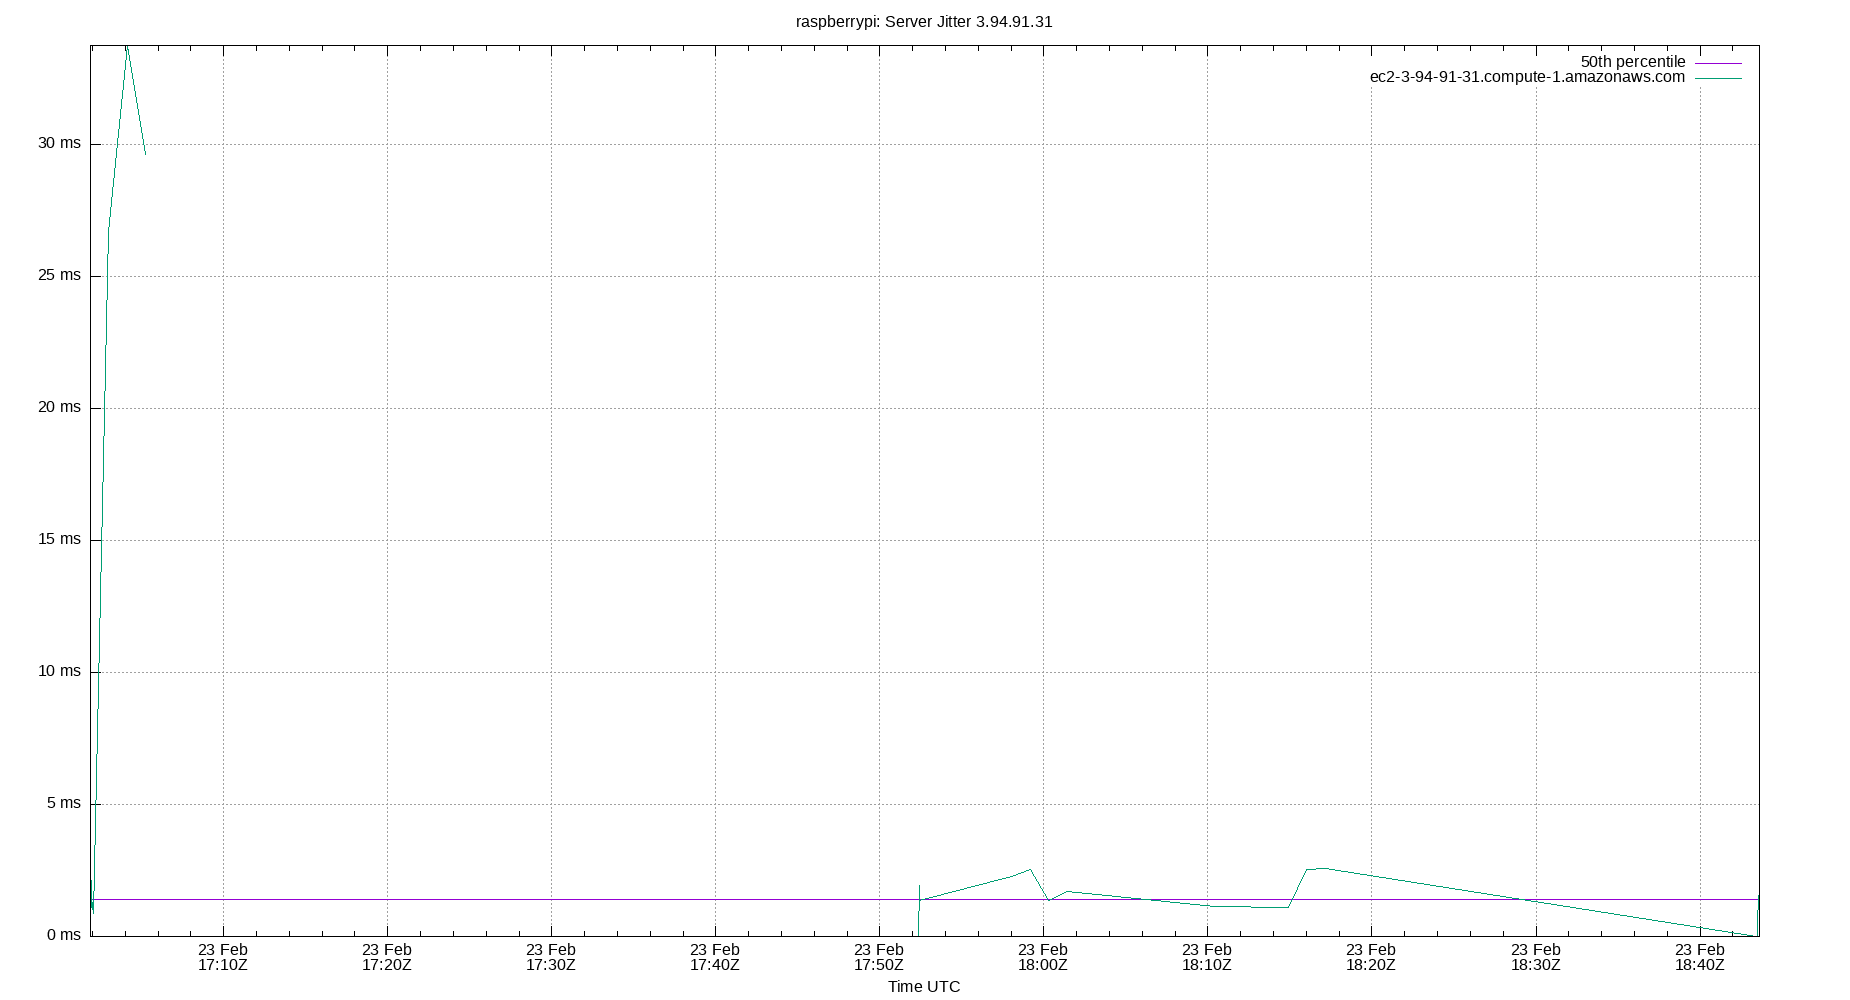 raspberrypi: Server Jitter 3.94.91.31
50th percentile
ec2-3-94-91-31.compute-1.amazonaws.com
30 ms
25 ms
20 ms
15 ms
10 ms
5 ms
0 ms
23 Feb 23 Feb 23 Feb 23 Feb 23 Feb 23 Feb 23 Feb 23 Feb 23 Feb 23 Feb
17:10Z 17:20Z 17:30Z 17:40Z 17:50Z 18:00Z 18:10Z 18:20Z 18:30Z 18:40Z
Time UTC